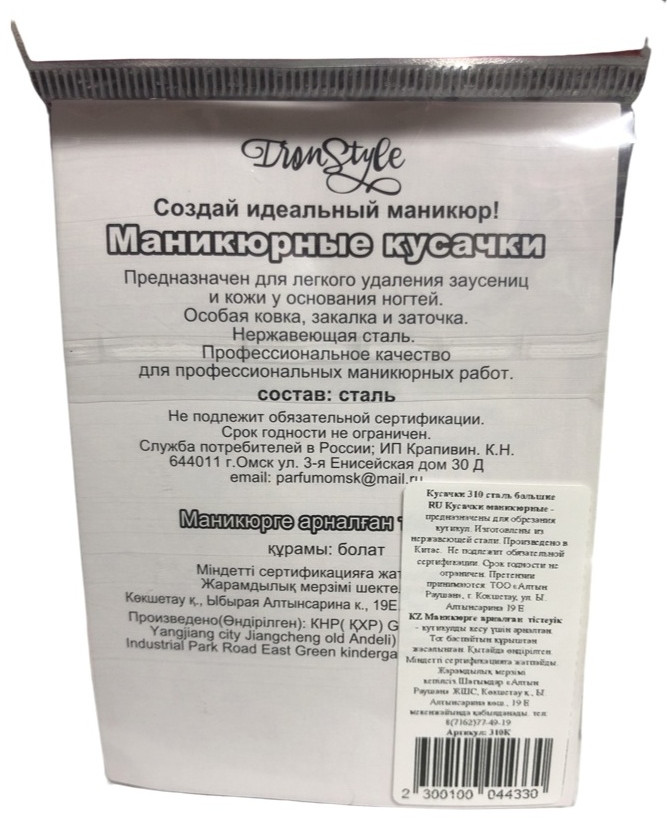 IronStyle
Создай идеальный маникюр!
Маникюрные кусачки
Предназначен для легкого удаления заусениц
и кожи у основания ногтей.
Особая ковка, закалка и заточка.
Нержавеющая сталь.
Профессиональное качество
для профессиональных маникюрных работ.
состав: сталь
Не подлежит обязательной сертификации.
Срок годности не ограничен.
Служба потребителей в России; ИП Крапивин. К.Н.
644011 г.Омск ул. 3-я Енисейская дом 30 Д
email: parfumomsk@mail.ru
Маникюрге арналған
құрамы: болат
Міндетті сертификацияға жат
Жарамдылық мерзімі шекте
Көкшетау қ., Ыбырая Алтынсарина к., 19Е
Произведено(Өндірілген): КНР( ҚХР) G
Yangjiang city Jiangcheng old Andeli)
Industrial Park Road East Green kinderga
Кусачки 310 сталь большие
RU Кусачки маникюрные -
предназначены для обрезания
кутикул. Изготовлены из
нержавеющей стали. Произведено в
Китае. Не подлежит обязательной
сертификации. Срок годности не
ограничен. Претензии
принимаются: ТОО «Алтын
Раушан», г. Кокшетау, ул. Ы.
Алтынсарина 19 Е
KZ Маникюрге арналған тістеуік
- кутикулды кесу үшін арналған.
Тот баспайтын құрыштан
жасалынған. Қытайда өндірілген.
Міндетті сертификацияға жатпайды.
Жарамдылық мерзімі
кепілсіз.Шағымдар «Алтын
Раушан» ЖШС, Көкшетау қ., Ы.
Алтынсарина көш., 19 Е
мекенжайында қабылданады. тел.
8(7162)77-49-19
Артикул: 310К
2 300100 044330